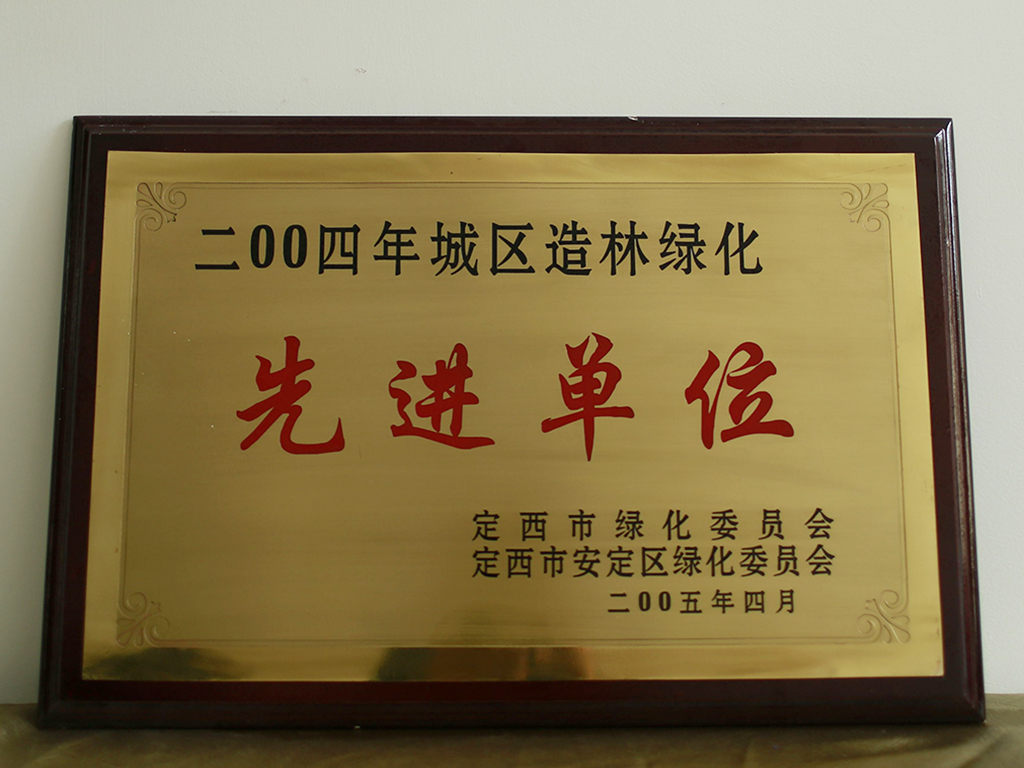 二00四年城区造林绿化
先进单位
定西市绿化委员会
定西市安定区绿化委员会
二00五年四月